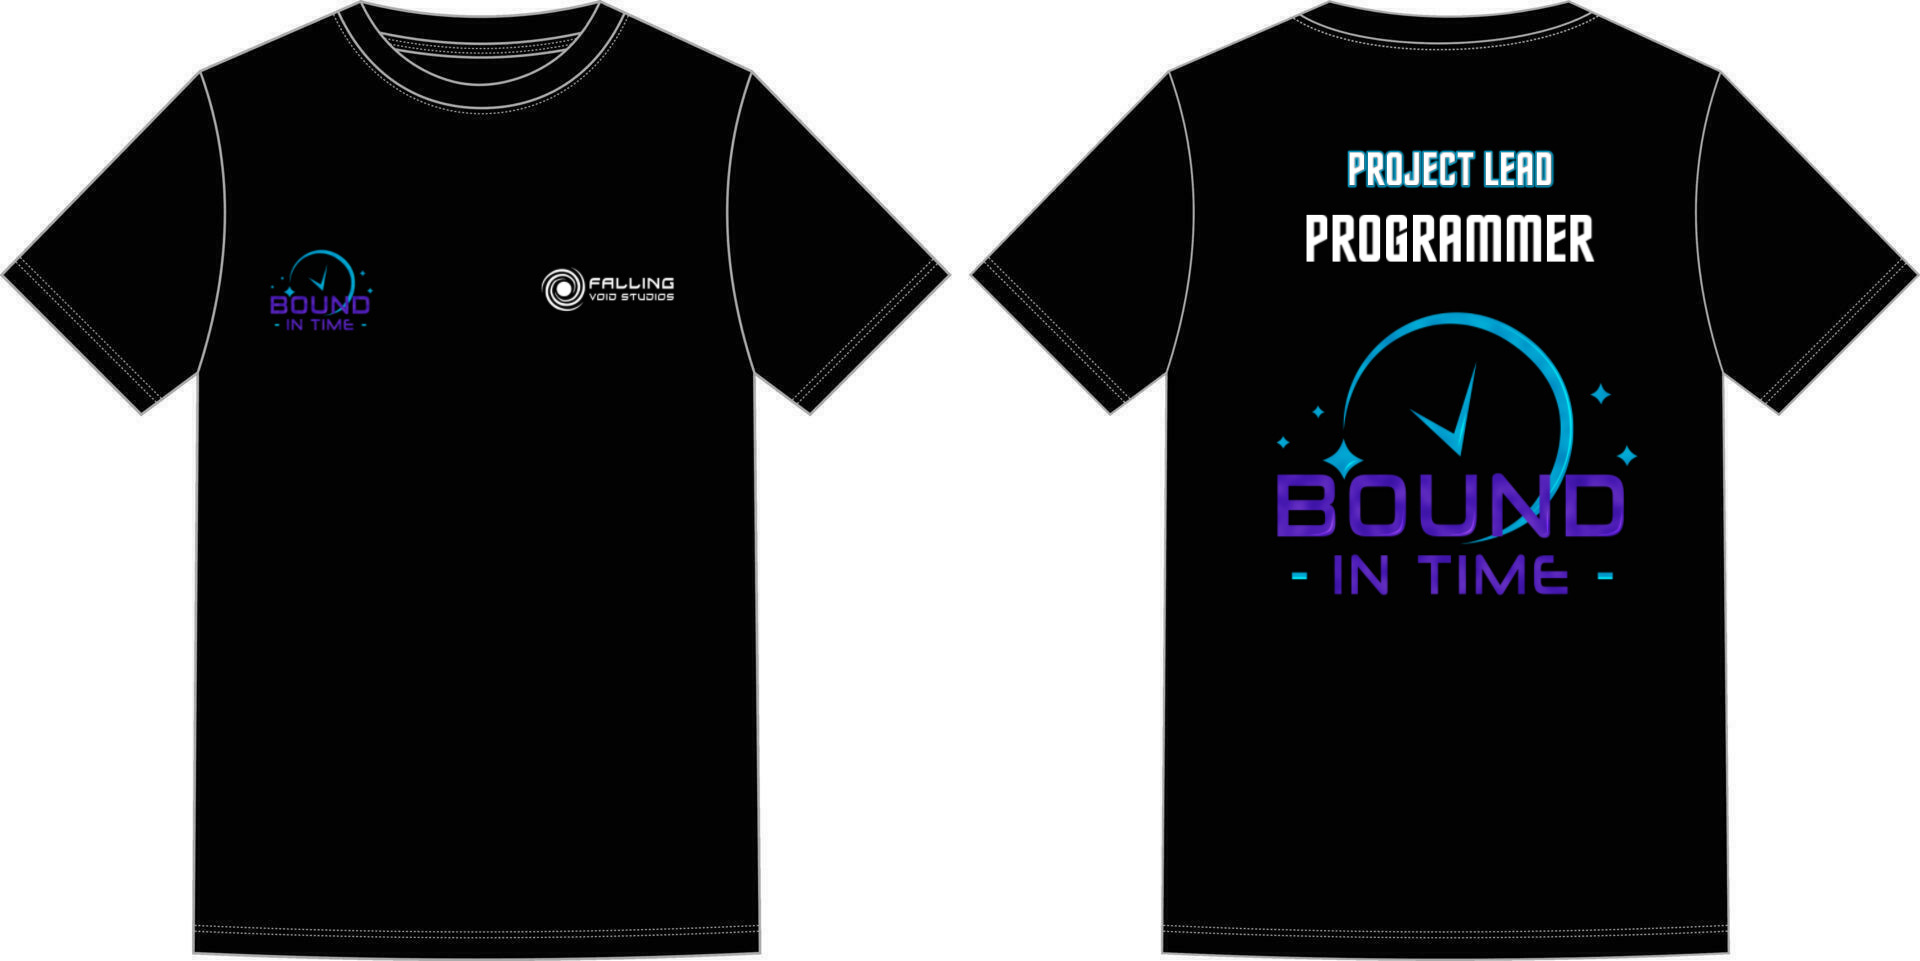 BOUND
- IN TIME -
FALLING
VOID STUDIOS
PROJECT LEAD
PROGRAMMER
BOUND
- IN TIME -